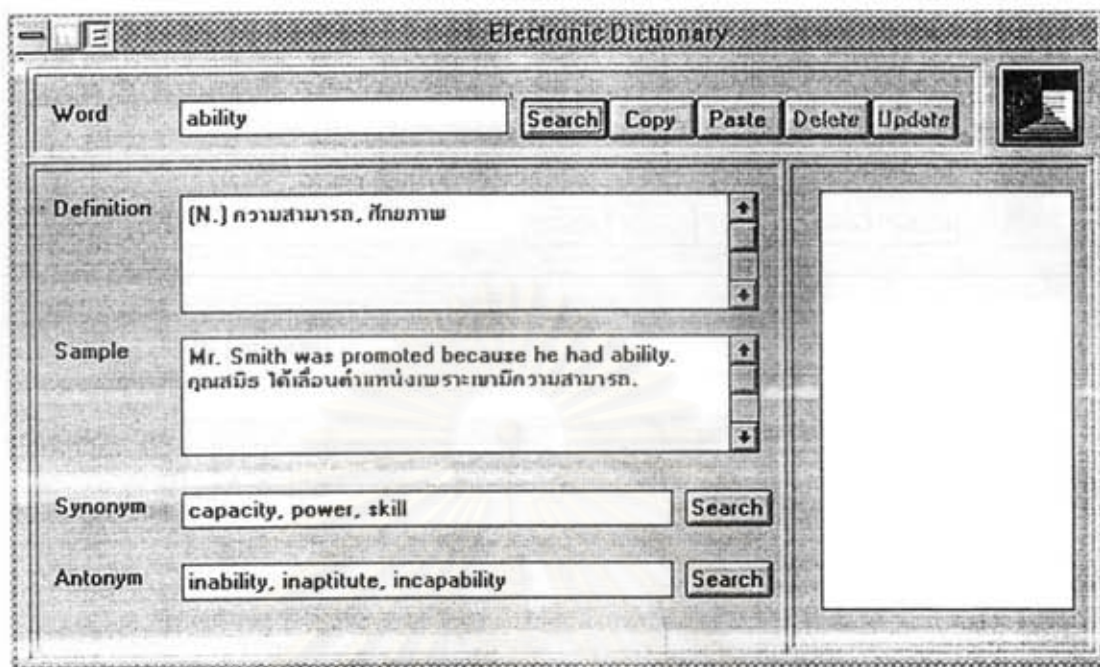 Electronic Dictionary
Word
ability
Search Copy Paste Delete Update
Definition
(N.) ความสามารถ, ศักยภาพ
Sample
Mr. Smith was promoted because he had ability.
คุณสมิธ ได้เลื่อนตำแหน่งเพราะเขามีความสามารถ.
Synonym
capacity, power, skill
Search
Antonym
inability, inaptitute, incapability
Search